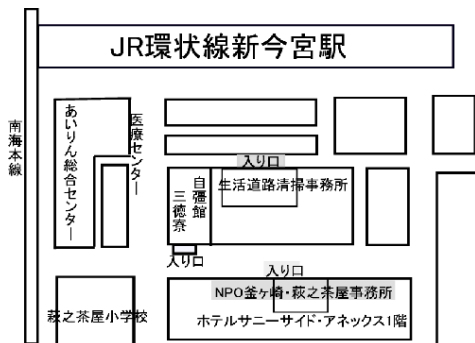 JR環状線新今宮駅
南海本線
あいりん総合センター
医療センター
入り口
生活道路清掃事務所
自彊館
三徳寮
入り口
入り口
NPO釜ヶ崎・萩之茶屋事務所
萩之茶屋小学校
ホテルサニーサイド・アネックス1階